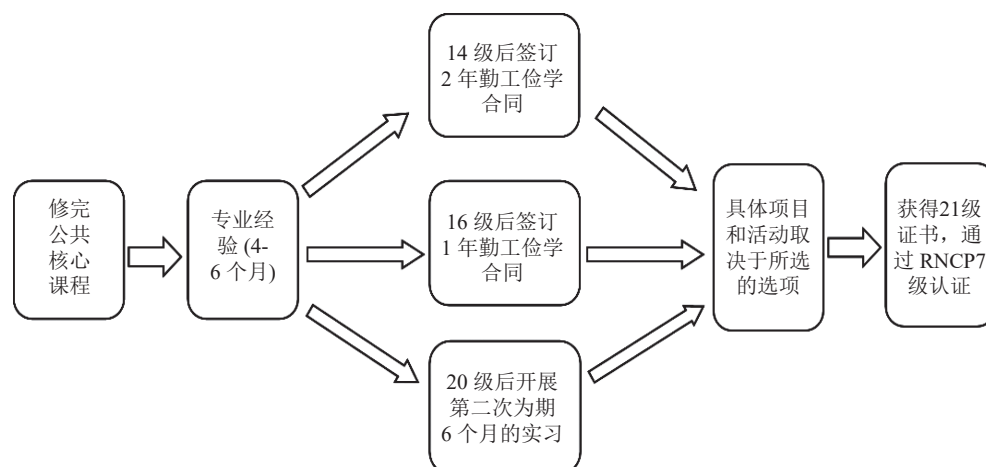 修完
公共
核心
课程
专业经
验 (4-
6 个月)
14 级后签订
2 年勤工俭学
合同
16 级后签订
1 年勤工俭学
合同
20 级后开展
第二次为期
6 个月的实习
具体项目
和活动取
决于所选
的选项
获得21级
证书，通
过 RNCP7
级认证